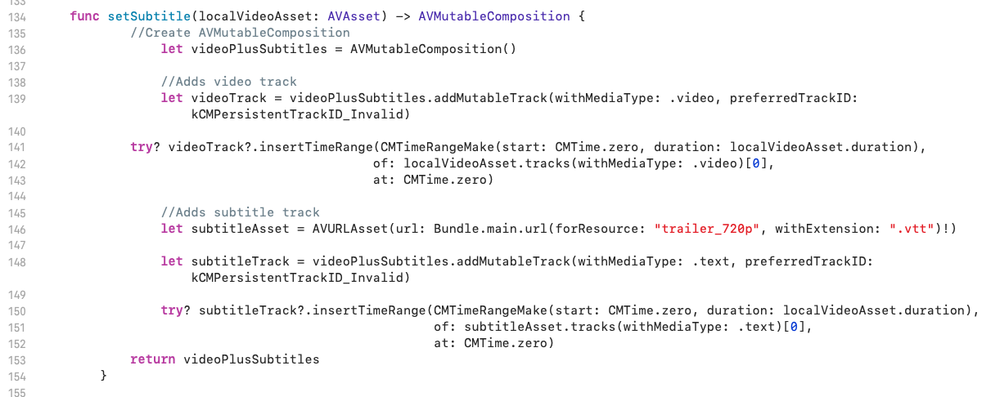 133
134 func setSubtitle(localVideoAsset: AVAsset) -> AVMutableComposition {
135 //Create AVMutableComposition
136 let videoPlusSubtitles = AVMutableComposition()
137
138 //Adds video track
139 let videoTrack = videoPlusSubtitles.addMutableTrack(withMediaType: .video, preferredTrackID:
kCMPersistentTrackID_Invalid)
140
141 try? videoTrack?.insertTimeRange(CMTimeRangeMake(start: CMTime.zero, duration: localVideoAsset.duration),
142 of: localVideoAsset.tracks(withMediaType: .video)[0],
143 at: CMTime.zero)
144
145 //Adds subtitle track
146 let subtitleAsset = AVURLAsset(url: Bundle.main.url(forResource: "trailer_720p", withExtension: ".vtt")!)
147
148 let subtitleTrack = videoPlusSubtitles.addMutableTrack(withMediaType: .text, preferredTrackID:
kCMPersistentTrackID_Invalid)
149
150 try? subtitleTrack?.insertTimeRange(CMTimeRangeMake(start: CMTime.zero, duration: localVideoAsset.duration),
151 of: subtitleAsset.tracks(withMediaType: .text)[0],
152 at: CMTime.zero)
153 return videoPlusSubtitles
154 }
155